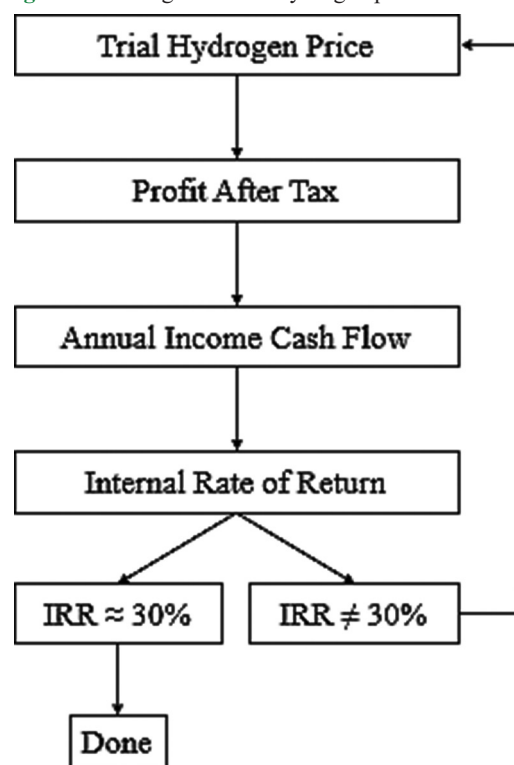 Trial Hydrogen Price
Profit After Tax
Annual Income Cash Flow
Internal Rate of Return
IRR ≈ 30%
IRR ≠ 30%
Done